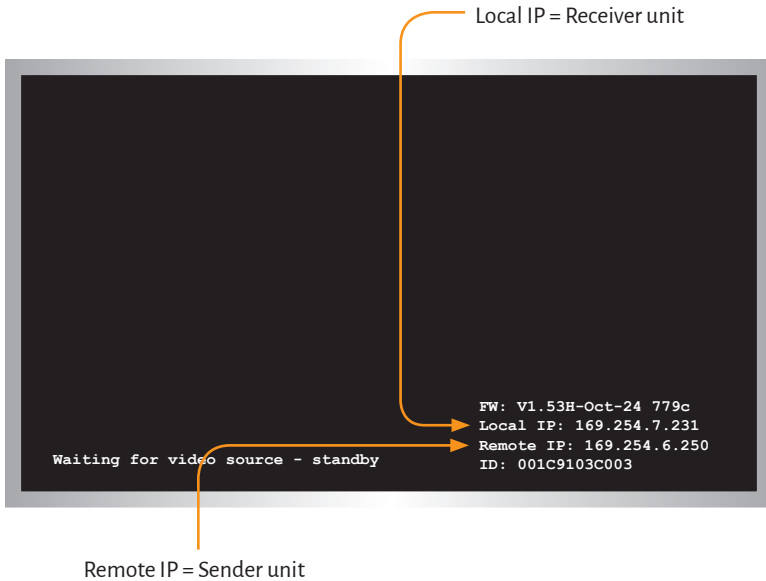 Local IP = Receiver unit
FW: V1.53H-Oct-24 779c
Local IP: 169.254.7.231
Remote IP: 169.254.6.250
Waiting for video source - standby
ID: 001C9103C003
Remote IP = Sender unit